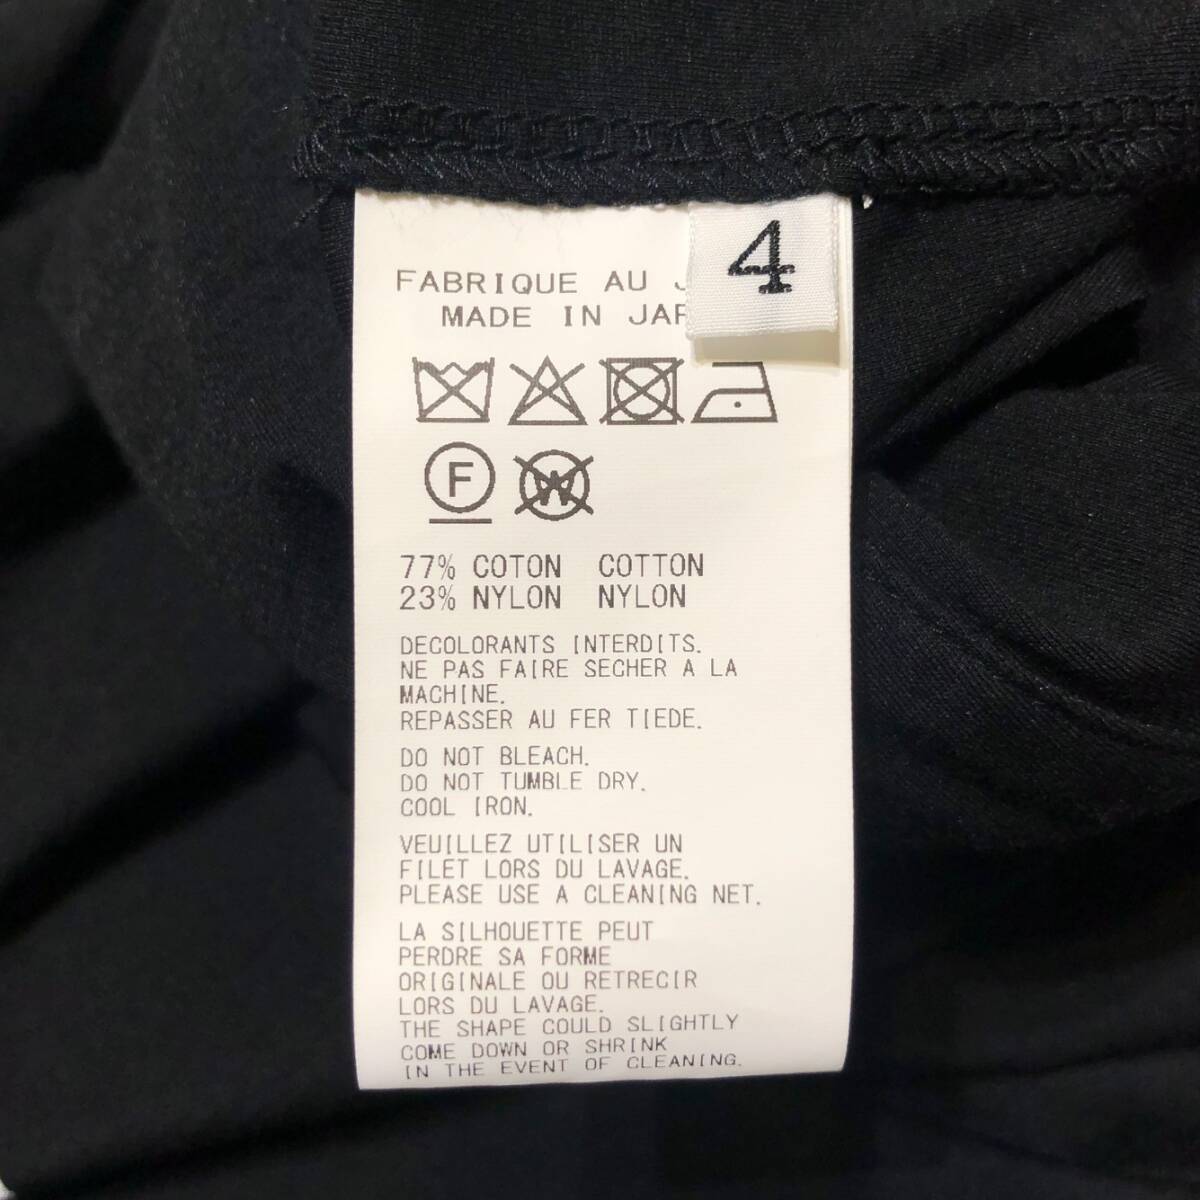 4
FABRIQUE AU
MADE IN
F
W
77% COTON COTTON
23% NYLON NYLON
DECOLORANTS INTERDITS.
NE PAS FAIRE SECHER A LA
MACHINE.
REPASSER AU FER TIEDE.
DO NOT BLEACH.
DO NOT TUMBLE DRY.
COOL IRON.
VEUILLEZ UTILISER UN
FILET LORS DU LAVAGE.
PLEASE USE A CLEANING NET.
LA SILHOUETTE PEUT
PERDRE SA FORME
ORIGINALE OU RETRECIR
LORS DU LAVAGE.
THE SHAPE COULD SLIGHTLY
COME DOWN OR SHRINK
IN THE EVENT OF CLEANING.